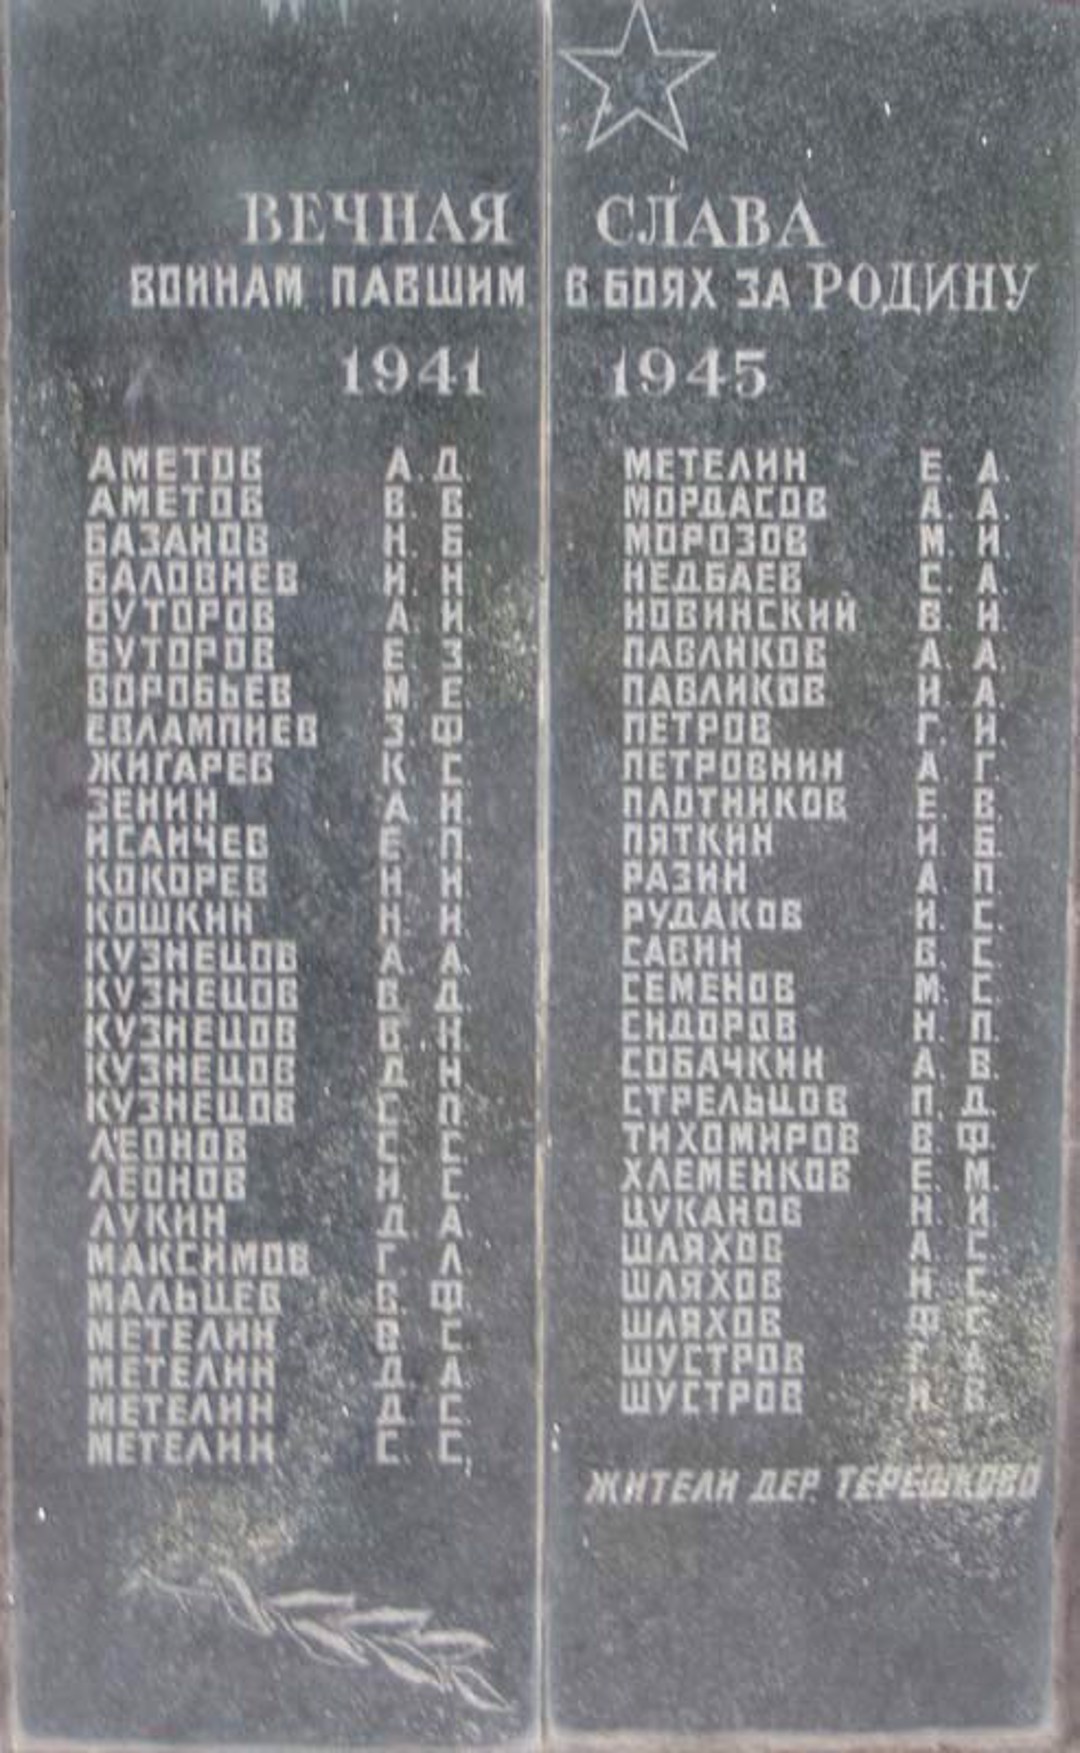 ВЕЧНАЯ СЛАВА
ВОИНАМ ПАВШИМ В БОЯХ ЗА РОДИНУ
1941 1945
АМЕТОВ А. Д.
АМЕТОВ В. В.
БАЗАНОВ Н. Б.
БАЛОВНЕВ И. Н.
БУТОРОВ А. И.
БУТОРОВ Е. З.
ВОРОБЬЕВ М. Е.
ЕВЛАМПИЕВ З. Ф.
ЖИГАРЕВ К. С.
ЗЕНИН А. И.
ИСАИЧЕВ Е. П.
КОКОРЕВ Н. И.
КОШКИН Н. И.
КУЗНЕЦОВ А. А.
КУЗНЕЦОВ В. Д.
КУЗНЕЦОВ В. Н.
КУЗНЕЦОВ Д. Н.
КУЗНЕЦОВ С. П.
ЛЕОНОВ С. С.
ЛЕОНОВ И. С.
ЛУКИН Д. А.
МАКСИМОВ Г. Л.
МАЛЬЦЕВ В. Ф.
МЕТЕЛИН В. С.
МЕТЕЛИН Д. А.
МЕТЕЛИН Д. С.
МЕТЕЛИН С. С.
МЕТЕЛИН Е. А.
МОРДАСОВ А. А.
МОРОЗОВ М. И.
НЕДБАЕВ С. А.
НОВИНСКИЙ В. И.
ПАВЛИКОВ А. А.
ПАВЛИКОВ И. А.
ПЕТРОВ Г. И.
ПЕТРОВНИН А. Г.
ПЛОТНИКОВ Е. В.
ПЯТКИН И. Б.
РАЗИН А. П.
РУДАКОВ И. С.
САВИН В. С.
СЕМЕНОВ М. С.
СИДОРОВ Н. П.
СОБАЧКИН А. В.
СТРЕЛЬЦОВ П. Д.
ТИХОМИРОВ В. Ф.
ХЛЕМЕНКОВ Е. М.
ЦУКАНОВ Н. И.
ШЛЯХОВ А. С.
ШЛЯХОВ Н. С.
ШЛЯХОВ Ф. С.
ШУСТРОВ А.
ШУСТРОВ В.
ЖИТЕЛИ ДЕР. ТЕРЕШКОВО